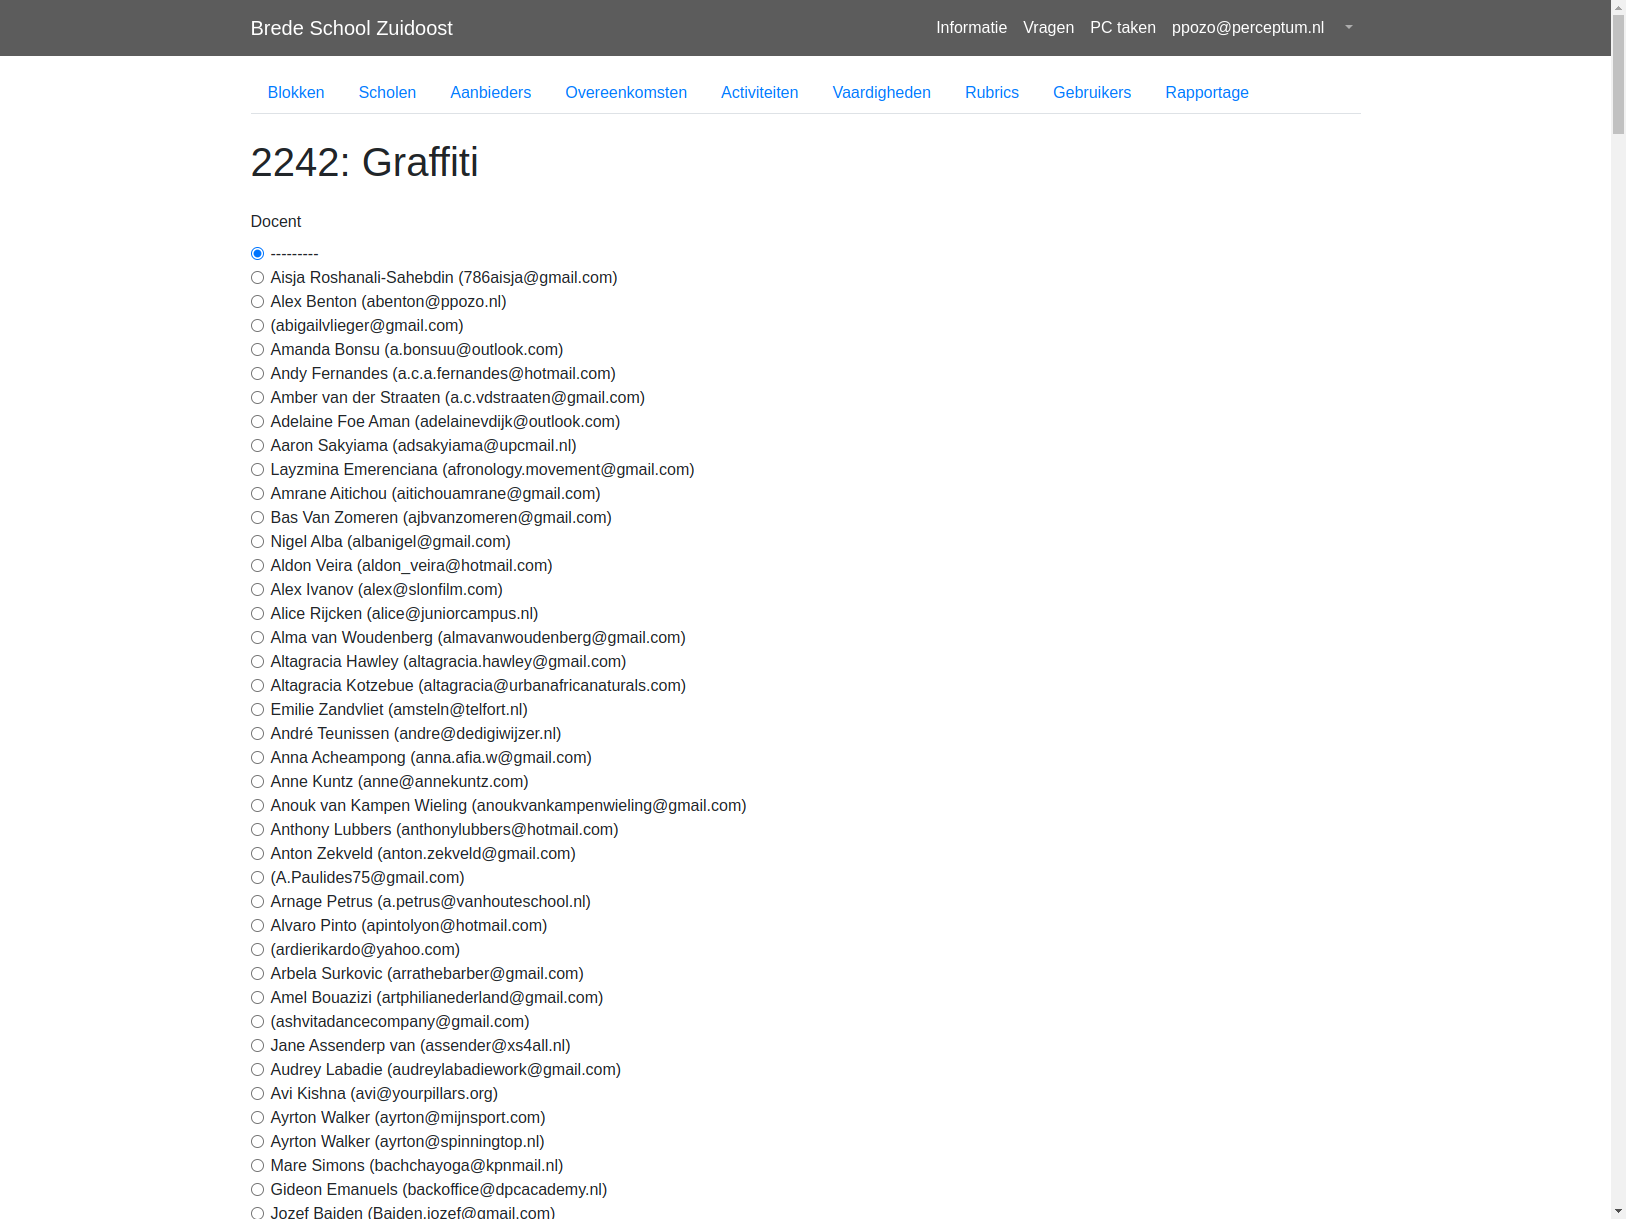 Brede School Zuidoost Informatie Vragen PC taken ppozo@perceptum.nl
Blokken Scholen Aanbieders Overeenkomsten Activiteiten Vaardigheden Rubrics Gebruikers Rapportage
2242: Graffiti
Docent
---------
Aisja Roshanali-Sahebdin (786aisja@gmail.com)
Alex Benton (abenton@ppozo.nl)
(abigailvlieger@gmail.com)
Amanda Bonsu (a.bonsuu@outlook.com)
Andy Fernandes (a.c.a.fernandes@hotmail.com)
Amber van der Straaten (a.c.vdstraaten@gmail.com)
Adelaine Foe Aman (adelainevdijk@outlook.com)
Aaron Sakyiama (adsakyiama@upcmail.nl)
Layzmina Emerenciana (afronology.movement@gmail.com)
Amrane Aitichou (aitichouamrane@gmail.com)
Bas Van Zomeren (ajbvanzomeren@gmail.com)
Nigel Alba (albanigel@gmail.com)
Aldon Veira (aldon_veira@hotmail.com)
Alex Ivanov (alex@slonfilm.com)
Alice Rijcken (alice@juniorcampus.nl)
Alma van Woudenberg (almavanwoudenberg@gmail.com)
Altagracia Hawley (altagracia.hawley@gmail.com)
Altagracia Kotzebue (altagracia@urbanafricanaturals.com)
Emilie Zandvliet (amsteln@telfort.nl)
André Teunissen (andre@dedigiwijzer.nl)
Anna Acheampong (anna.afia.w@gmail.com)
Anne Kuntz (anne@annekuntz.com)
Anouk van Kampen Wieling (anoukvankampenwieling@gmail.com)
Anthony Lubbers (anthonylubbers@hotmail.com)
Anton Zekveld (anton.zekveld@gmail.com)
(A.Paulides75@gmail.com)
Arnage Petrus (a.petrus@vanhouteschool.nl)
Alvaro Pinto (apintolyon@hotmail.com)
(ardierikardo@yahoo.com)
Arbela Surkovic (arrathebarber@gmail.com)
Amel Bouazizi (artphilianederland@gmail.com)
(ashvitadancecompany@gmail.com)
Jane Assenderp van (assender@xs4all.nl)
Audrey Labadie (audreylabadiework@gmail.com)
Avi Kishna (avi@yourpillars.org)
Ayrton Walker (ayrton@mijnsport.com)
Ayrton Walker (ayrton@spinningtop.nl)
Mare Simons (bachchayoga@kpnmail.nl)
Gideon Emanuels (backoffice@dpcacademy.nl)
Jozef Baiden (Baiden.jozef@gmail.com)